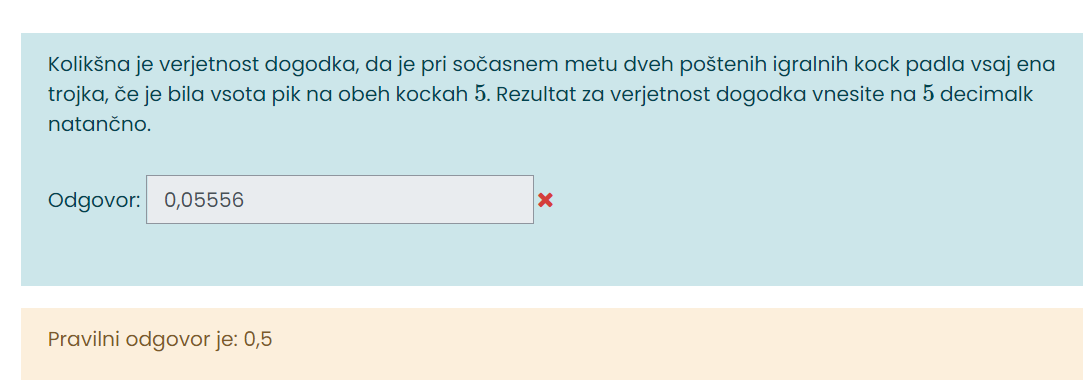 Kolikšna je verjetnost dogodka, da je pri sočasnem metu dveh poštenih igralnih kock padla vsaj ena
trojka, če je bila vsota pik na obeh kockah 5. Rezultat za verjetnost dogodka vnesite na 5 decimalk
natančno.
Odgovor: 0,05556
Pravilni odgovor je: 0,5